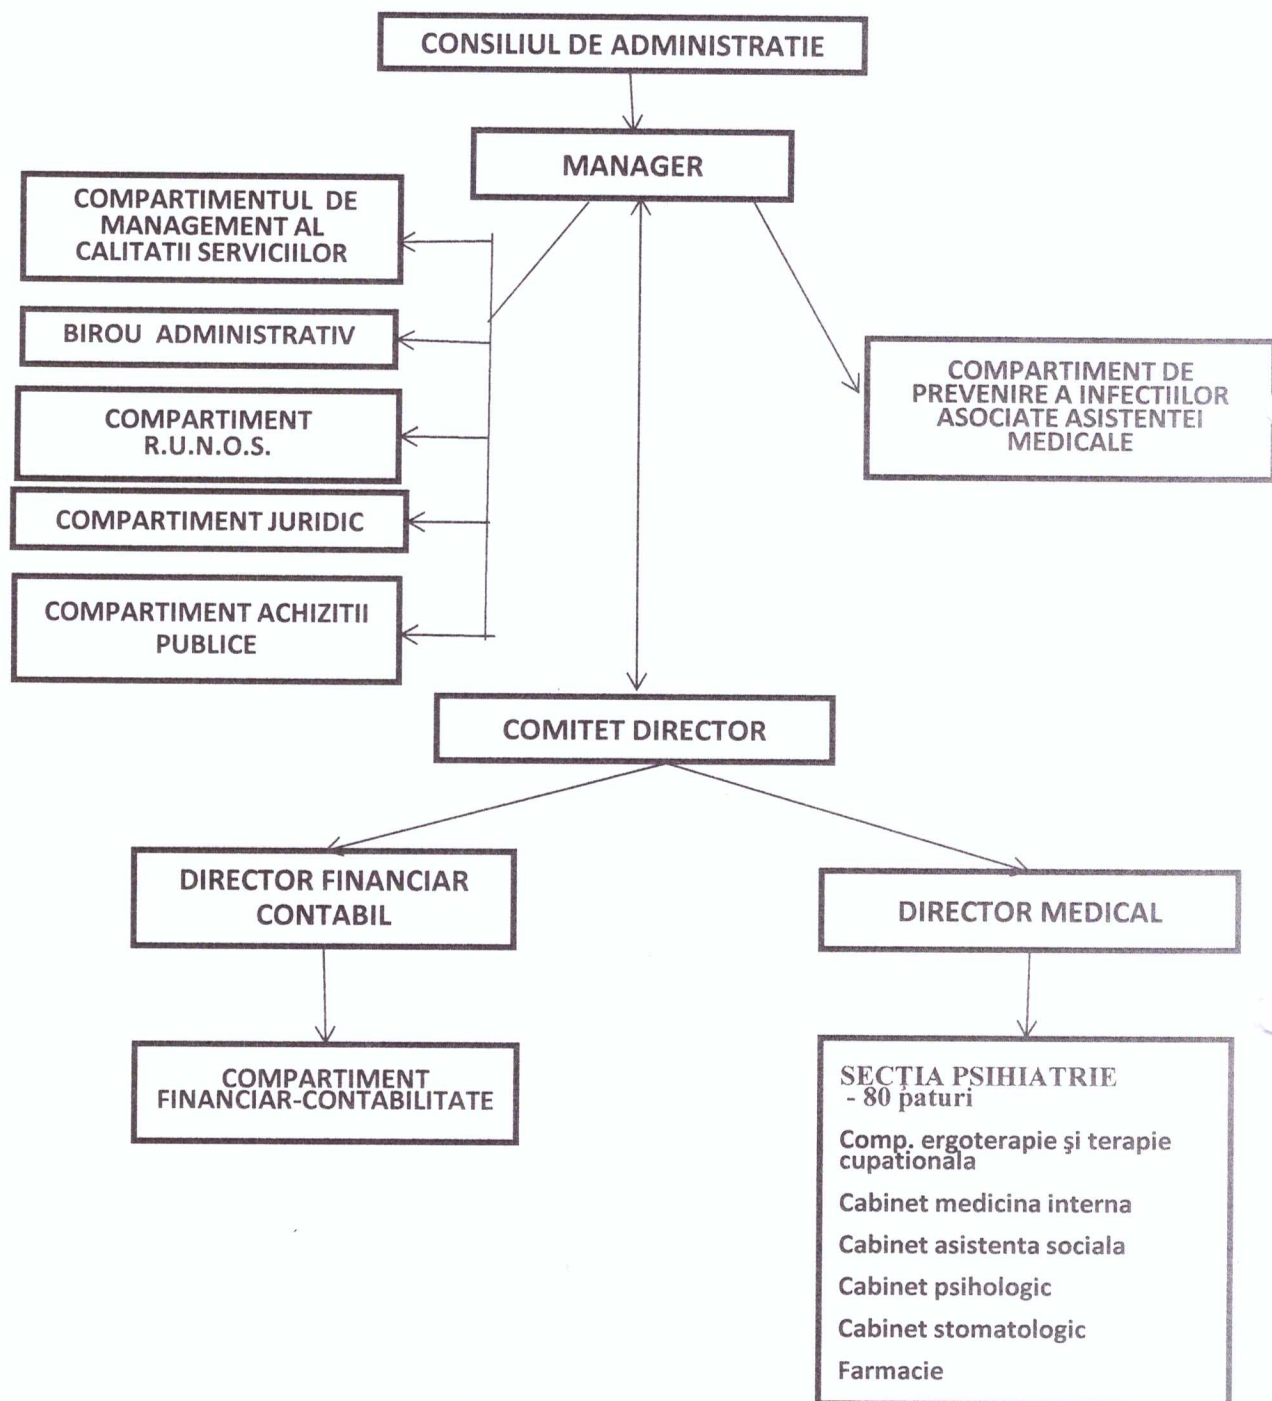 CONSILIUL DE ADMINISTRATIE
MANAGER
COMPARTIMENTUL DE
MANAGEMENT AL
CALITATII SERVICIILOR
BIROU ADMINISTRATIV
COMPARTIMENT
R.U.N.O.S.
COMPARTIMENT JURIDIC
COMPARTIMENT ACHIZITII
PUBLICE
COMPARTIMENT DE
PREVENIRE A INFECTIILOR
ASOCIATE ASISTENTEI
MEDICALE
COMITET DIRECTOR
DIRECTOR FINANCIAR
CONTABIL
DIRECTOR MEDICAL
COMPARTIMENT
FINANCIAR-CONTABILITATE
SECŢIA PSIHIATRIE
- 80 paturi
Comp. ergoterapie şi terapie
cupationala
Cabinet medicina interna
Cabinet asistenta sociala
Cabinet psihologic
Cabinet stomatologic
Farmacie